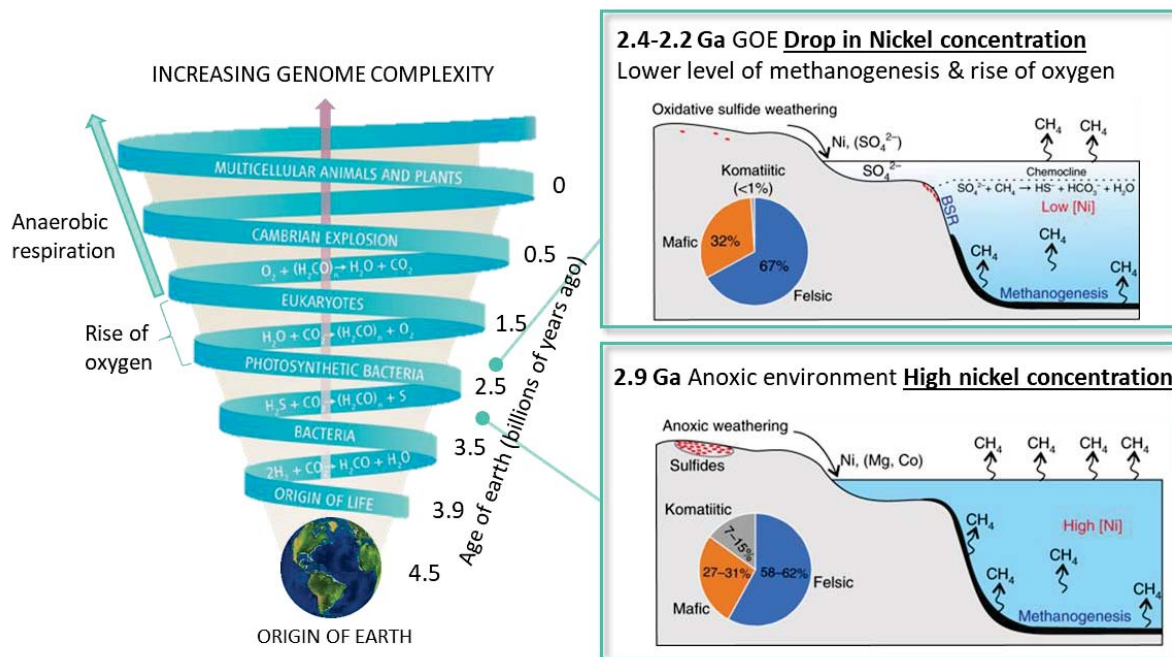 INCREASING GENOME COMPLEXITY
MULTICELLULAR ANIMALS AND PLANTS
CAMBRIAN EXPLOSION
O₂ + (H₂CO)ₙ→H₂O + CO₂
EUKARYOTES
H₂O + CO₂→(H₂CO)ₙ + O₂
PHOTOSYNTHETIC BACTERIA
H₂S + CO₂→(H₂CO)ₙ + S
BACTERIA
2H₂ + CO₂→H₂CO + H₂O
ORIGIN OF LIFE
ORIGIN OF EARTH
Anaerobic
respiration
Rise of
oxygen
0
0.5
1.5
2.5
3.5
3.9
4.5
Age of earth (billions of years ago)
2.4-2.2 Ga GOE Drop in Nickel concentration
Lower level of methanogenesis & rise of oxygen
Oxidative sulfide weathering
Ni, (SO₄²⁻)
SO₄²⁻
CH₄
CH₄
Chemocline
SO₄²⁻ + CH₄ → HS⁻ + HCO₃⁻ + H₂O
Low [Ni]
BSR
Komatiitic
(<1%)
Mafic
32%
67%
Felsic
CH₄
CH₄
CH₄
Methanogenesis
2.9 Ga Anoxic environment High nickel concentration
Anoxic weathering
Sulfides
Ni, (Mg, Co)
CH₄
CH₄
CH₄
CH₄
High [Ni]
Komatiitic
7–15%
27–31%
58–62%
Felsic
Mafic
CH₄
CH₄
CH₄
CH₄
Methanogenesis